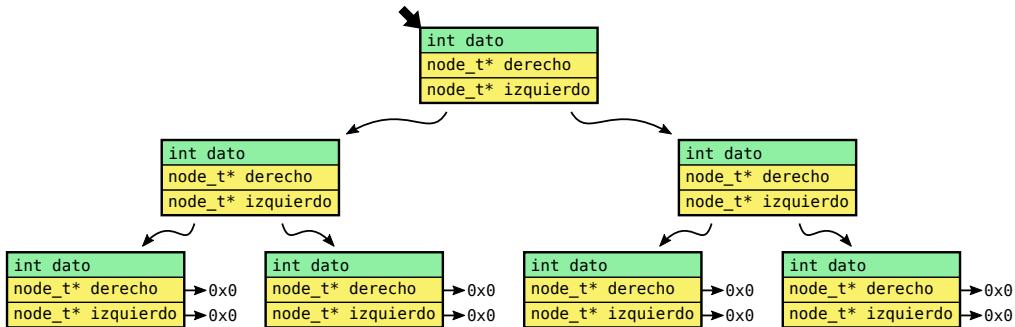 int dato
node_t* derecho
node_t* izquierdo
int dato
node_t* derecho
node_t* izquierdo
int dato
node_t* derecho
node_t* izquierdo
int dato
node_t* derecho
0x0
node_t* izquierdo
0x0
int dato
node_t* derecho
0x0
node_t* izquierdo
0x0
int dato
node_t* derecho
0x0
node_t* izquierdo
0x0
int dato
node_t* derecho
0x0
node_t* izquierdo
0x0